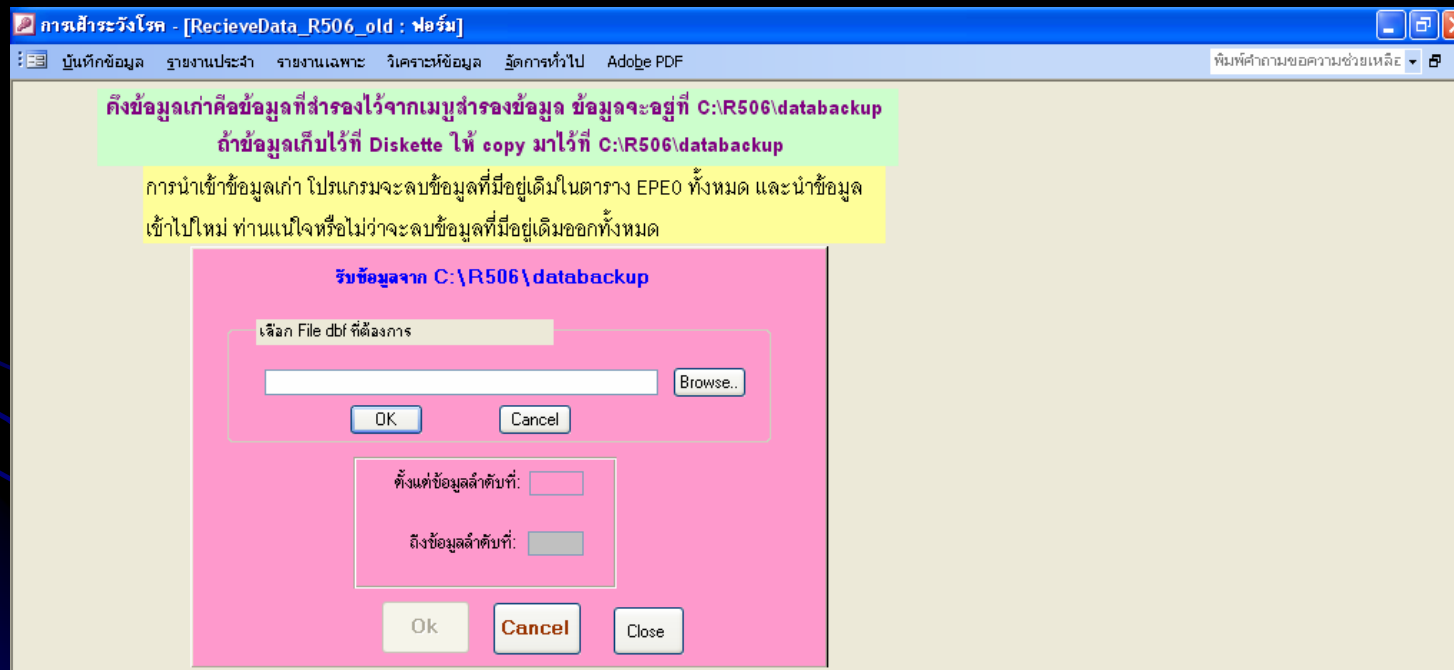 การเฝ้าระวังโรค - [RecieveData_R506_old : ฟอร์ม]
บันทึกข้อมูล รายงานประจำ รายงานเฉพาะ วิเคราะห์ข้อมูล จัดการทั่วไป Adobe PDF พิมพ์คำถามขอความช่วยเหลือ
ดึงข้อมูลเก่าคือข้อมูลที่สำรองไว้จากเมนูสำรองข้อมูล ข้อมูลจะอยู่ที่ C:\R506\databackup
ถ้าข้อมูลเก็บไว้ที่ Diskette ให้ copy มาไว้ที่ C:\R506\databackup
การนำเข้าข้อมูลเก่า โปรแกรมจะลบข้อมูลที่มีอยู่เดิมในตาราง EPE0 ทั้งหมด และนำข้อมูล
เข้าไปใหม่ ท่านแน่ใจหรือไม่ว่าจะลบข้อมูลที่มีอยู่เดิมออกทั้งหมด
รับข้อมูลจาก C:\R506\databackup
เลือก File dbf ที่ต้องการ
Browse..
OK Cancel
ตั้งแต่ข้อมูลลำดับที่:
ถึงข้อมูลลำดับที่:
Ok Cancel Close